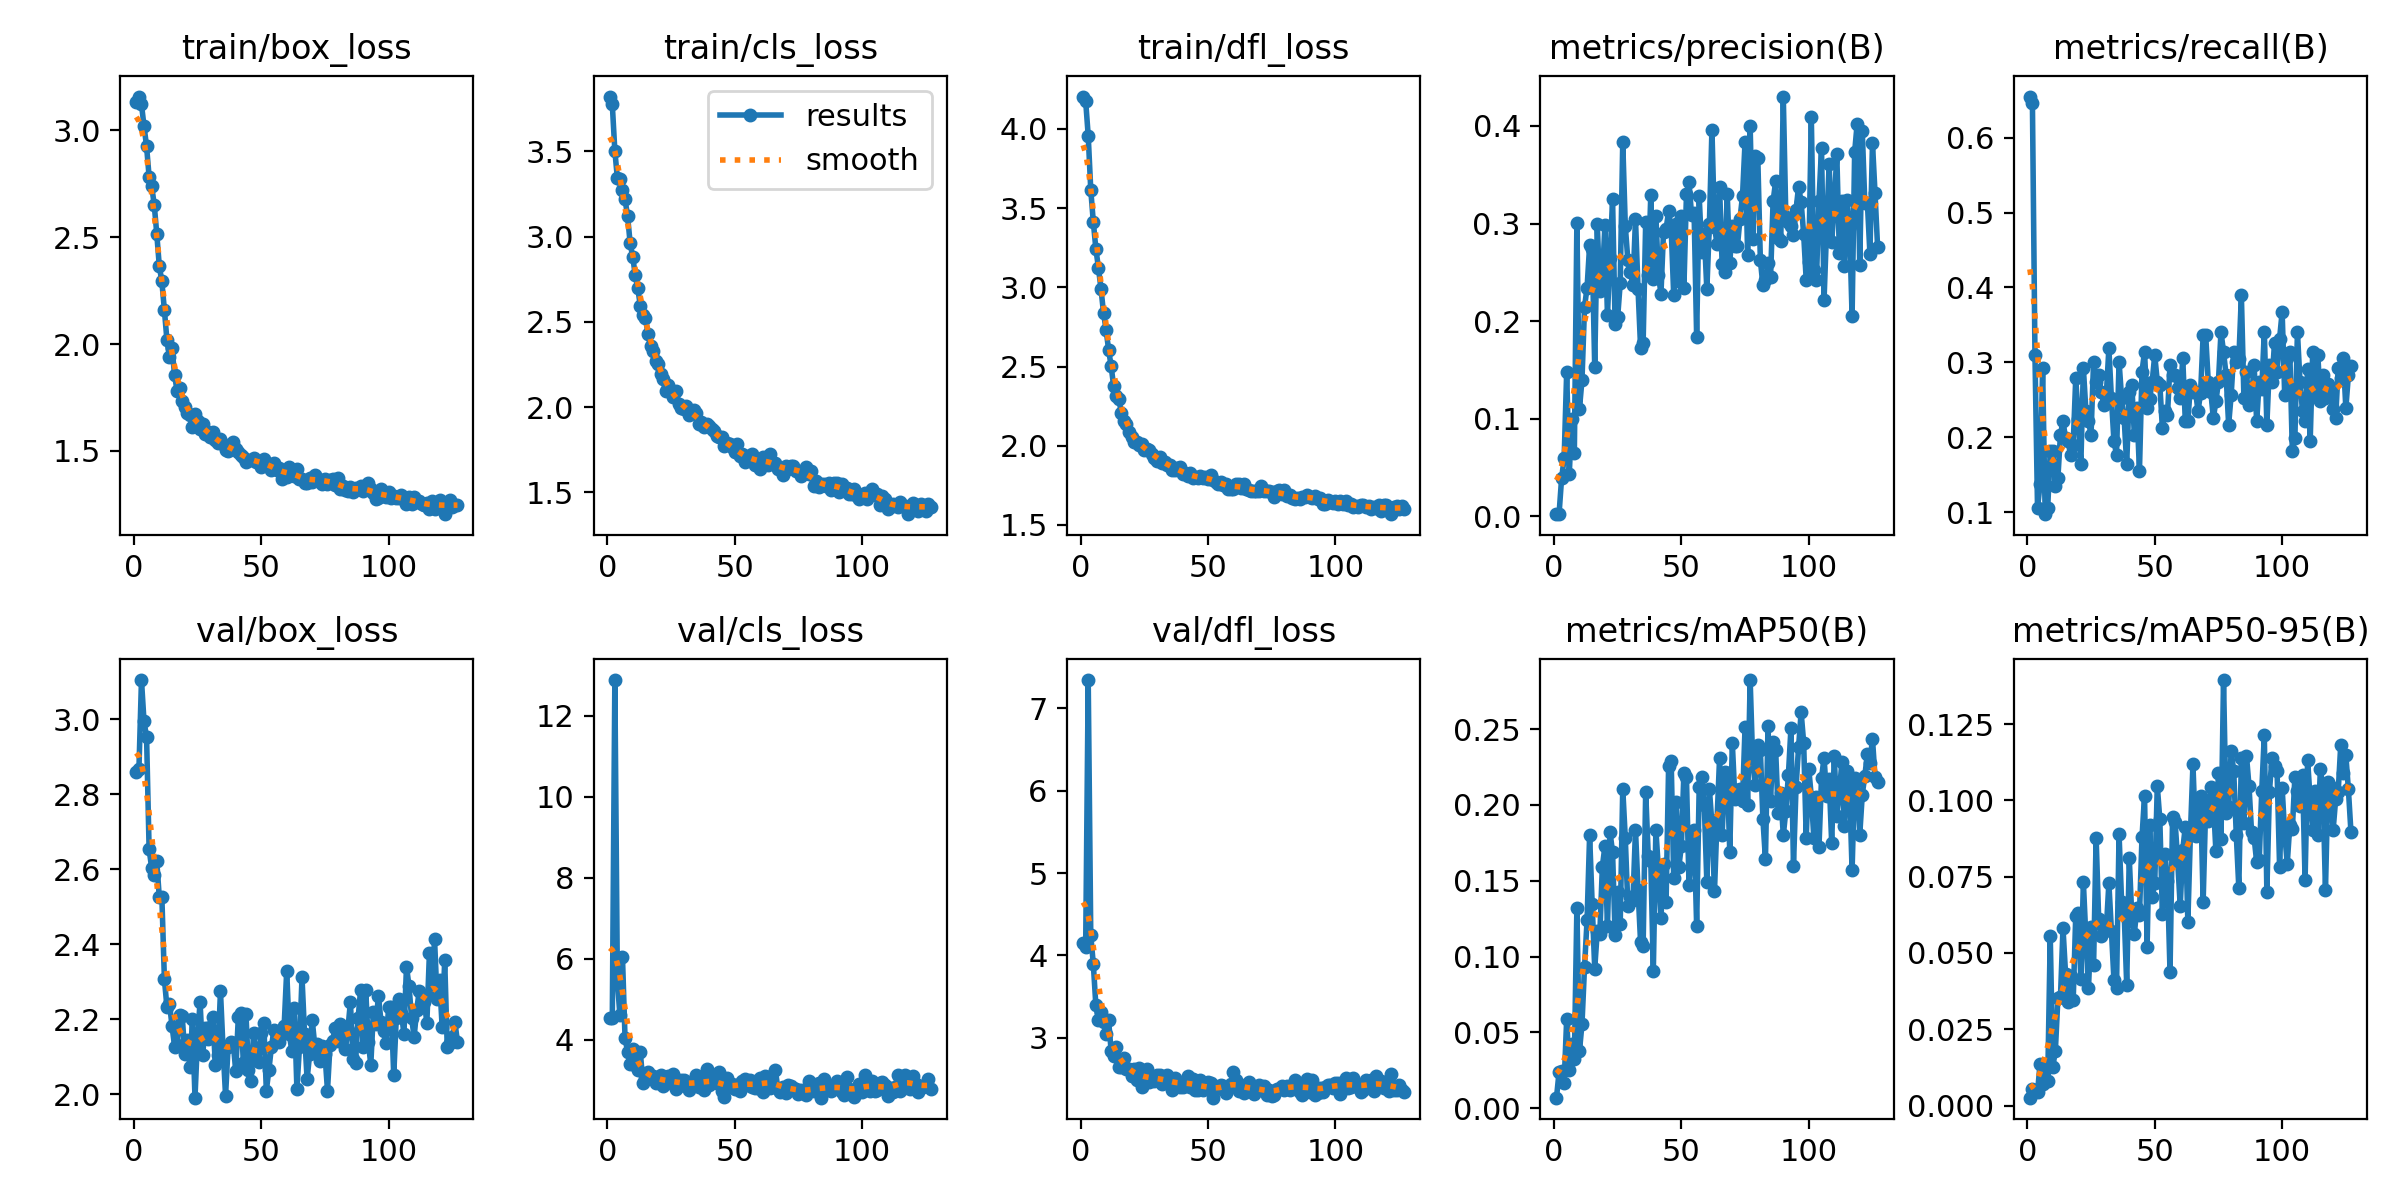 train/box_loss
3.0
2.5
2.0
1.5
0 50 100
train/cls_loss
results
smooth
3.5
3.0
2.5
2.0
1.5
0 50 100
train/dfl_loss
4.0
3.5
3.0
2.5
2.0
1.5
0 50 100
metrics/precision(B)
0.4
0.3
0.2
0.1
0.0
0 50 100
metrics/recall(B)
0.6
0.5
0.4
0.3
0.2
0.1
0 50 100
val/box_loss
3.0
2.8
2.6
2.4
2.2
2.0
0 50 100
val/cls_loss
12
10
8
6
4
0 50 100
val/dfl_loss
7
6
5
4
3
0 50 100
metrics/mAP50(B)
0.25
0.20
0.15
0.10
0.05
0.00
0 50 100
metrics/mAP50-95(B)
0.125
0.100
0.075
0.050
0.025
0.000
0 50 100